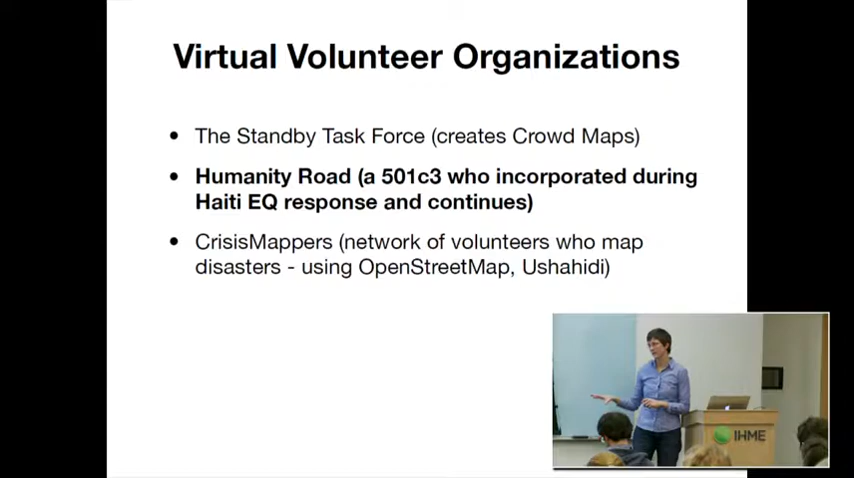 Virtual Volunteer Organizations
• The Standby Task Force (creates Crowd Maps)
• Humanity Road (a 501c3 who incorporated during
Haiti EQ response and continues)
• CrisisMappers (network of volunteers who map
disasters - using OpenStreetMap, Ushahidi)
IHME